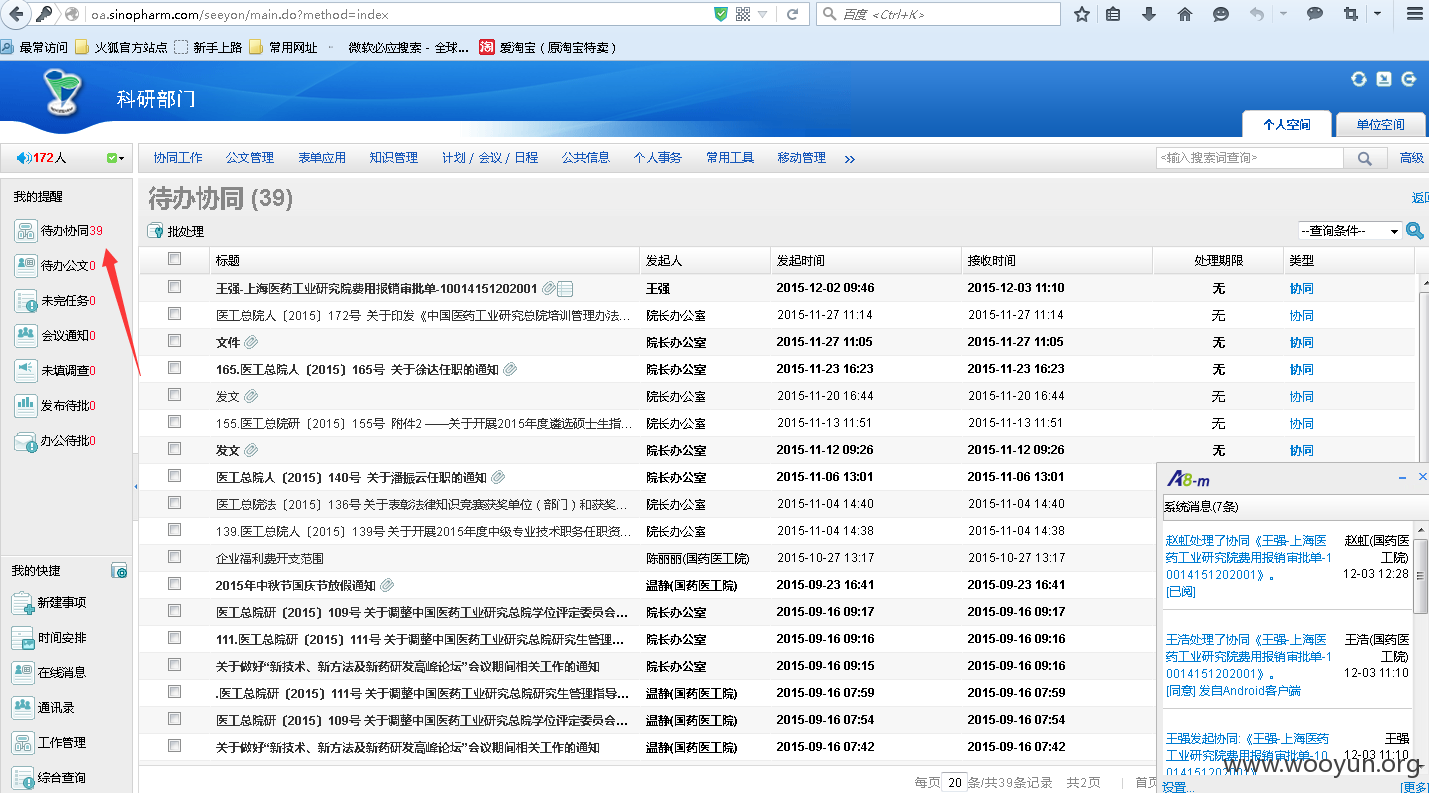 oa.sinopharm.com/seeyon/main.do?method=index
百度 <Ctrl+K>
最常访问 火狐官方站点 新手上路 常用网址 微软必应搜索 - 全球... 淘 爱淘宝（原淘宝特卖）
科研部门
个人空间 单位空间
172人
协同工作 公文管理 表单应用 知识管理 计划 / 会议 / 日程 公共信息 个人事务 常用工具 移动管理 »
<输入搜索词查询> 高级
我的提醒
待办协同39
待办公文0
未完任务0
会议通知0
未填调查0
发布待批0
办公待批0
我的快捷
新建事项
时间安排
在线消息
通讯录
工作管理
综合查询
待办协同 (39)
返回
批处理
--查询条件--
标题 发起人 发起时间 接收时间 处理期限 类型
王强-上海医药工业研究院费用报销审批单-10014151202001 王强 2015-12-02 09:46 2015-12-03 11:10 无 协同
医工总院人〔2015〕172号 关于印发《中国医药工业研究总院培训管理办法... 院长办公室 2015-11-27 11:14 2015-11-27 11:14 无 协同
文件 院长办公室 2015-11-27 11:05 2015-11-27 11:05 无 协同
165.医工总院人〔2015〕165号 关于徐达任职的通知 院长办公室 2015-11-23 16:23 2015-11-23 16:23 无 协同
发文 院长办公室 2015-11-20 16:44 2015-11-20 16:44 无 协同
155.医工总院研〔2015〕155号 附件2 ——关于开展2015年度遴选硕士生指... 院长办公室 2015-11-13 11:51 2015-11-13 11:51 无 协同
发文 院长办公室 2015-11-12 09:26 2015-11-12 09:26 无 协同
医工总院人〔2015〕140号 关于潘振云任职的通知 院长办公室 2015-11-06 13:01 2015-11-06 13:01
医工总院法〔2015〕136号 关于表彰法律知识竞赛获奖单位（部门）和获奖... 院长办公室 2015-11-04 14:40 2015-11-04 14:40
139.医工总院人〔2015〕139号 关于开展2015年度中级专业技术职务任职资... 院长办公室 2015-11-04 14:38 2015-11-04 14:38
企业福利费开支范围 陈丽丽(国药医工院) 2015-10-27 13:17 2015-10-27 13:17
2015年中秋节国庆节放假通知 温静(国药医工院) 2015-09-23 16:41 2015-09-23 16:41
医工总院研〔2015〕109号 关于调整中国医药工业研究总院学位评定委员会... 院长办公室 2015-09-16 09:17 2015-09-16 09:17
111.医工总院研〔2015〕111号 关于调整中国医药工业研究总院研究生管理... 院长办公室 2015-09-16 09:16 2015-09-16 09:16
关于做好“新技术、新方法及新药研发高峰论坛”会议期间相关工作的通知 院长办公室 2015-09-16 09:15 2015-09-16 09:16
.医工总院研〔2015〕111号 关于调整中国医药工业研究总院研究生管理指导... 温静(国药医工院) 2015-09-16 07:59 2015-09-16 07:59
医工总院研〔2015〕109号 关于调整中国医药工业研究总院学位评定委员会... 温静(国药医工院) 2015-09-16 07:54 2015-09-16 07:54
关于做好“新技术、新方法及新药研发高峰论坛”会议期间相关工作的通知 温静(国药医工院) 2015-09-16 07:42 2015-09-16 07:42
每页 20 条/共39条记录 共2页 首页
A8-m
系统消息(7条)
赵虹处理了协同《王强-上海医 赵虹(国药医
药工业研究院费用报销审批单-1 工院)
0014151202001》。 12-03 12:28
[已阅]
王浩处理了协同《王强-上海医 王浩(国药医
药工业研究院费用报销审批单-1 工院)
0014151202001》。 12-03 11:10
[同意] 发自Android客户端
王强发起协同:《王强-上海医药 王强
工业研究院费用报销审批单-10 12-03 11:10
014151202001》
设置... [更多]
www.wooyun.org